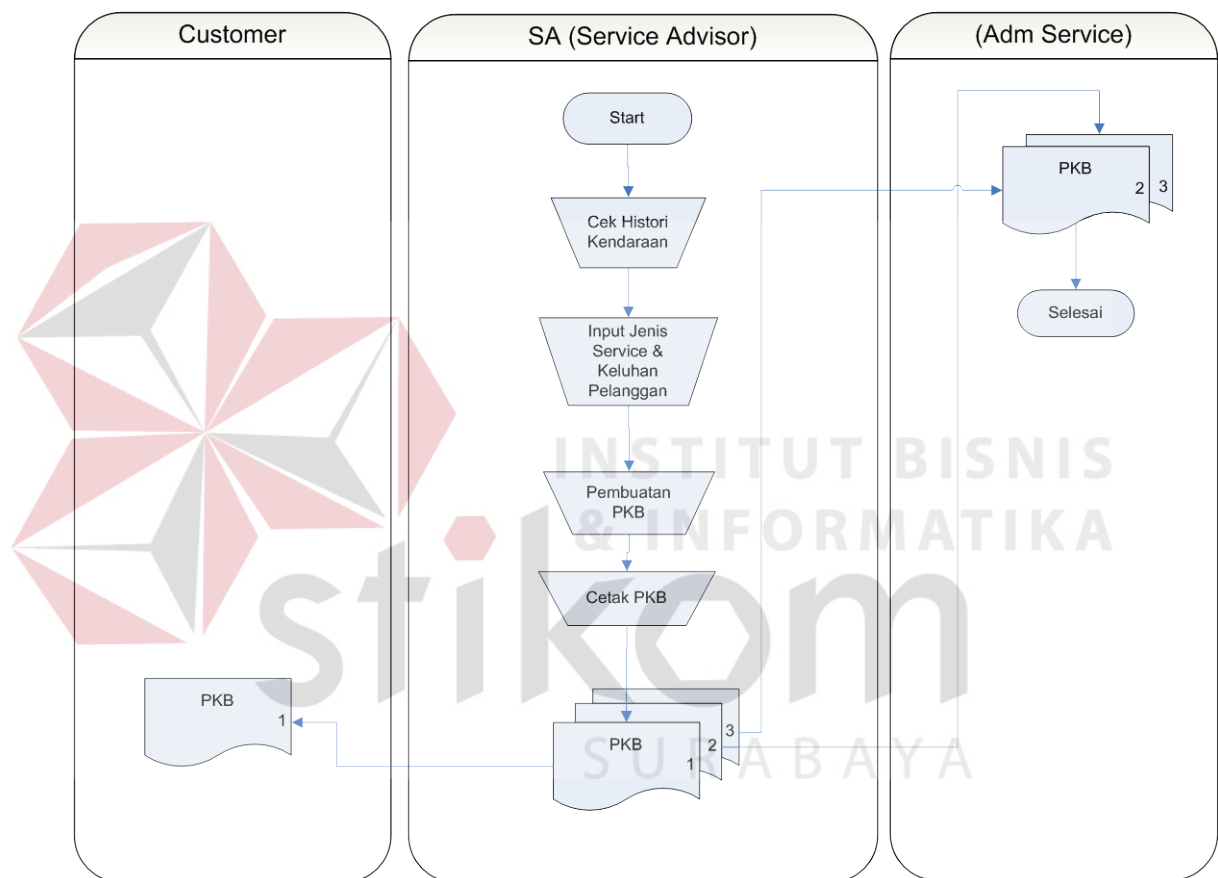 Customer
SA (Service Advisor)
(Adm Service)
Start
Cek Histori
Kendaraan
Input Jenis
Service &
Keluhan
Pelanggan
Pembuatan
PKB
Cetak PKB
PKB
1
2
3
PKB
1
PKB
2
3
Selesai
INSTITUT BISNIS
& INFORMATIKA
stikom
SURABAYA